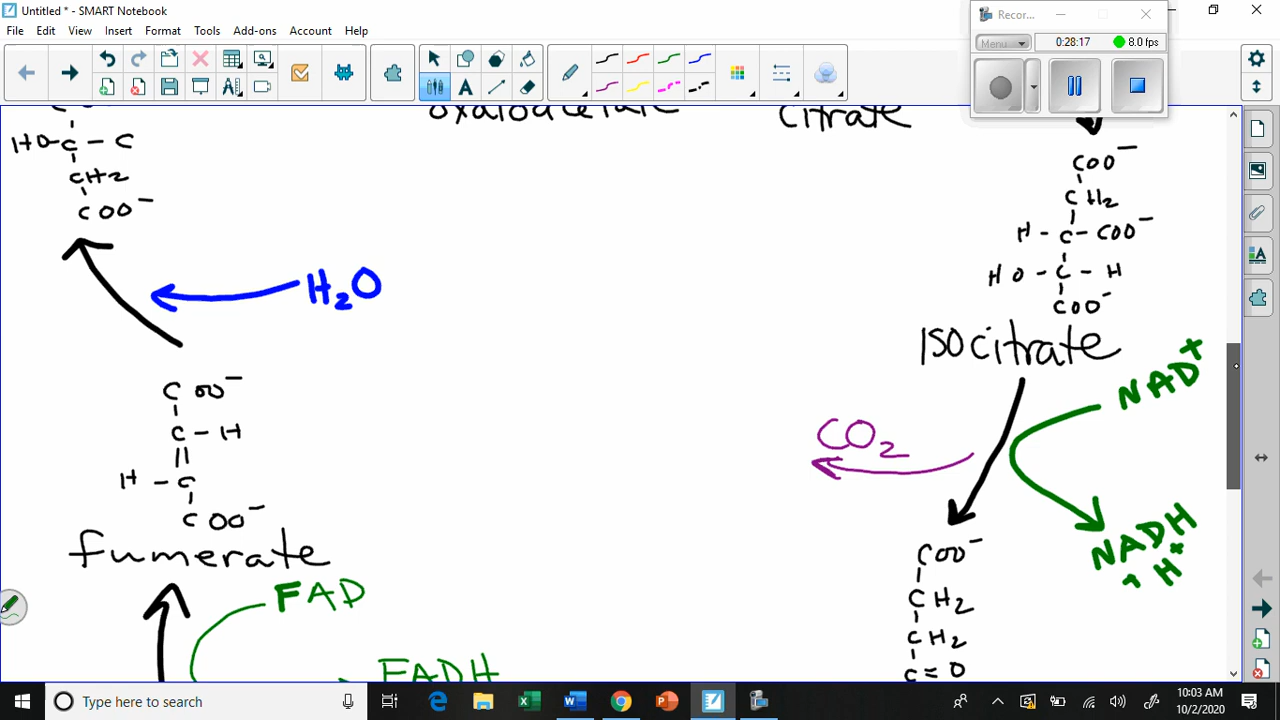 Untitled * - SMART Notebook
File Edit View Insert Format Tools Add-ons Account Help
Recor...
Menu
0:28:17
8.0 fps
oxaloacetate
citrate
HO-C-C
CH2
COO⁻
H₂O
COO⁻
CH₂
H-C-COO⁻
HO-C-H
COO⁻
Isocitrate
NAD⁺
CO₂
NADH
+ H⁺
COO⁻
C-H
H-C
COO⁻
fumerate
FAD
FADH
COO⁻
CH₂
CH₂
C=O
Type here to search
10:03 AM
10/2/2020